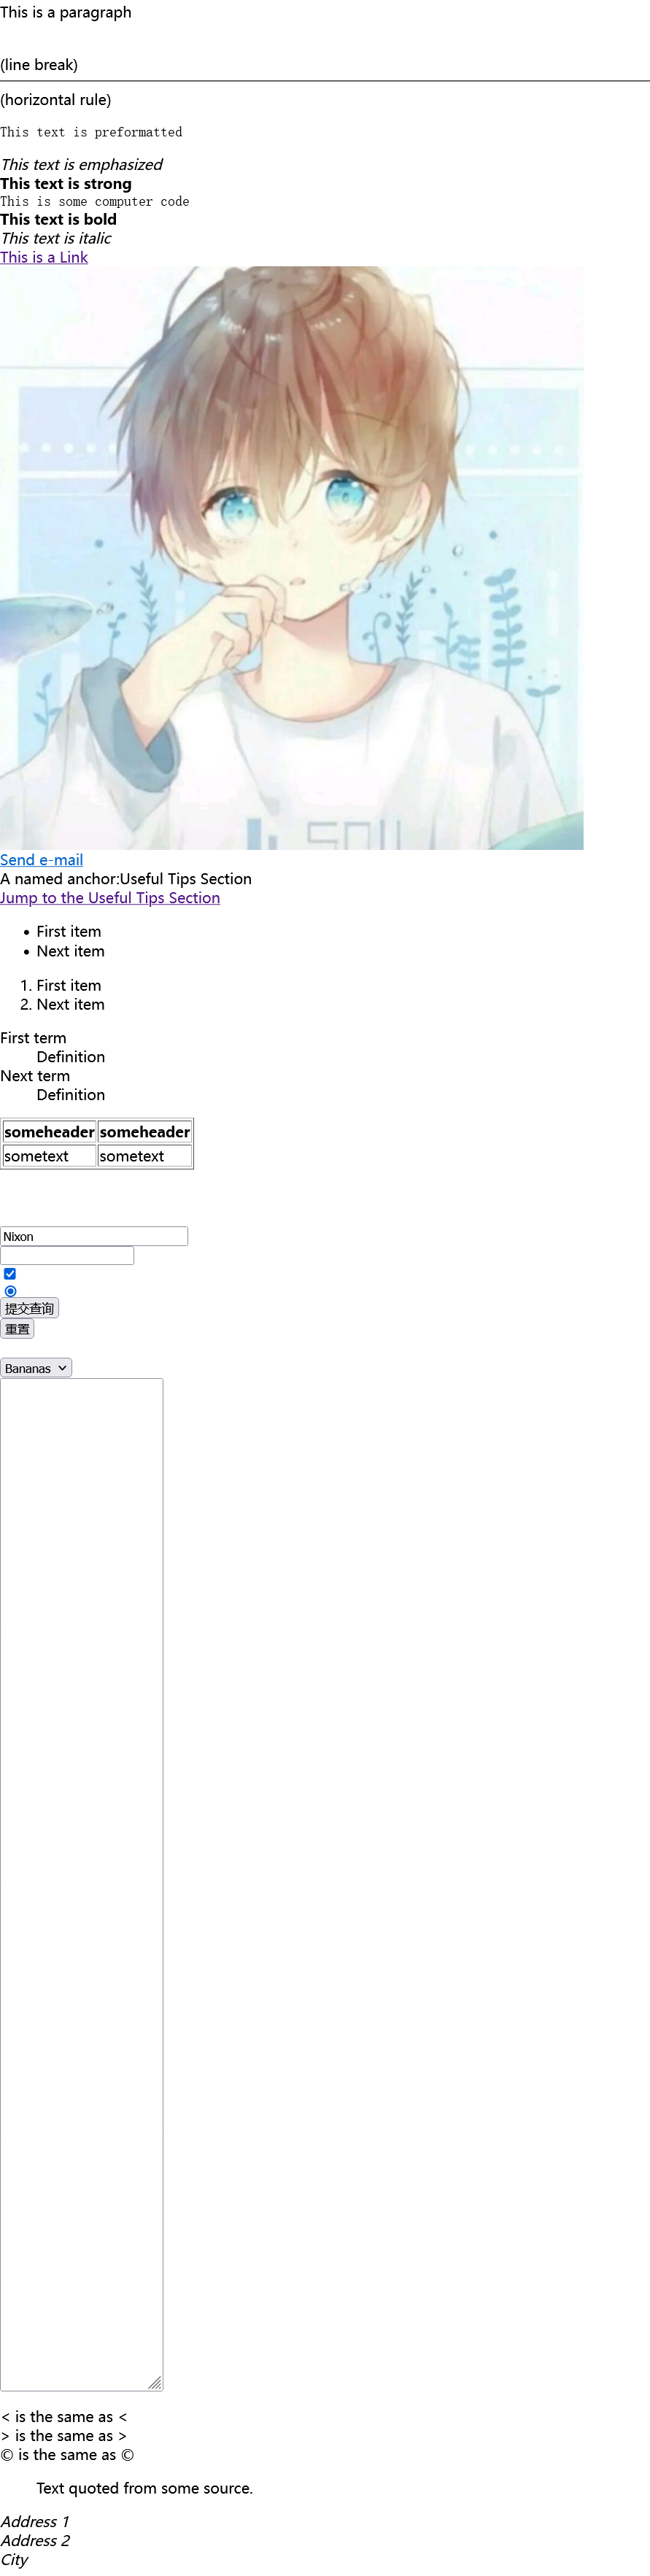 This is a paragraph
(line break)
(horizontal rule)
This text is preformatted
This text is emphasized
This text is strong
This is some computer code
This text is bold
This text is italic
This is a Link
Send e-mail
A named anchor:Useful Tips Section
Jump to the Useful Tips Section
• First item
• Next item
1. First item
2. Next item
First term
Definition
Next term
Definition
someheader someheader
sometext sometext
Nixon
提交查询
重置
Bananas
< is the same as <
> is the same as >
© is the same as ©
Text quoted from some source.
Address 1
Address 2
City